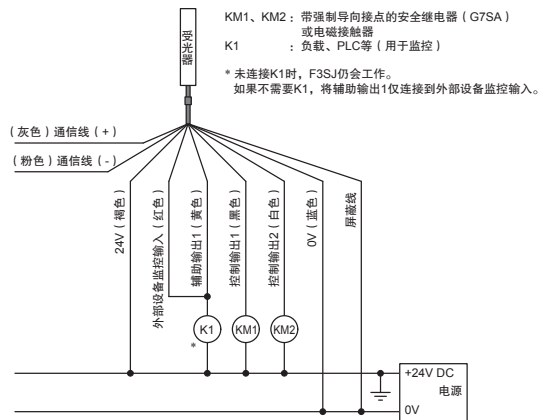 受光器
KM1、KM2：带强制导向接点的安全继电器（G7SA）
或电磁接触器
K1　　　：负载、PLC等（用于监控）
* 未连接K1时，F3SJ仍会工作。
如果不需要K1，将辅助输出1仅连接到外部设备监控输入。
（灰色）通信线（+）
（粉色）通信线（-）
24V（褐色）
外部设备监控输入（红色）
辅助输出1（黄色）
控制输出1（黑色）
控制输出2（白色）
0V（蓝色）
屏蔽线
K1
KM1
KM2
*
+24V DC
电源
0V